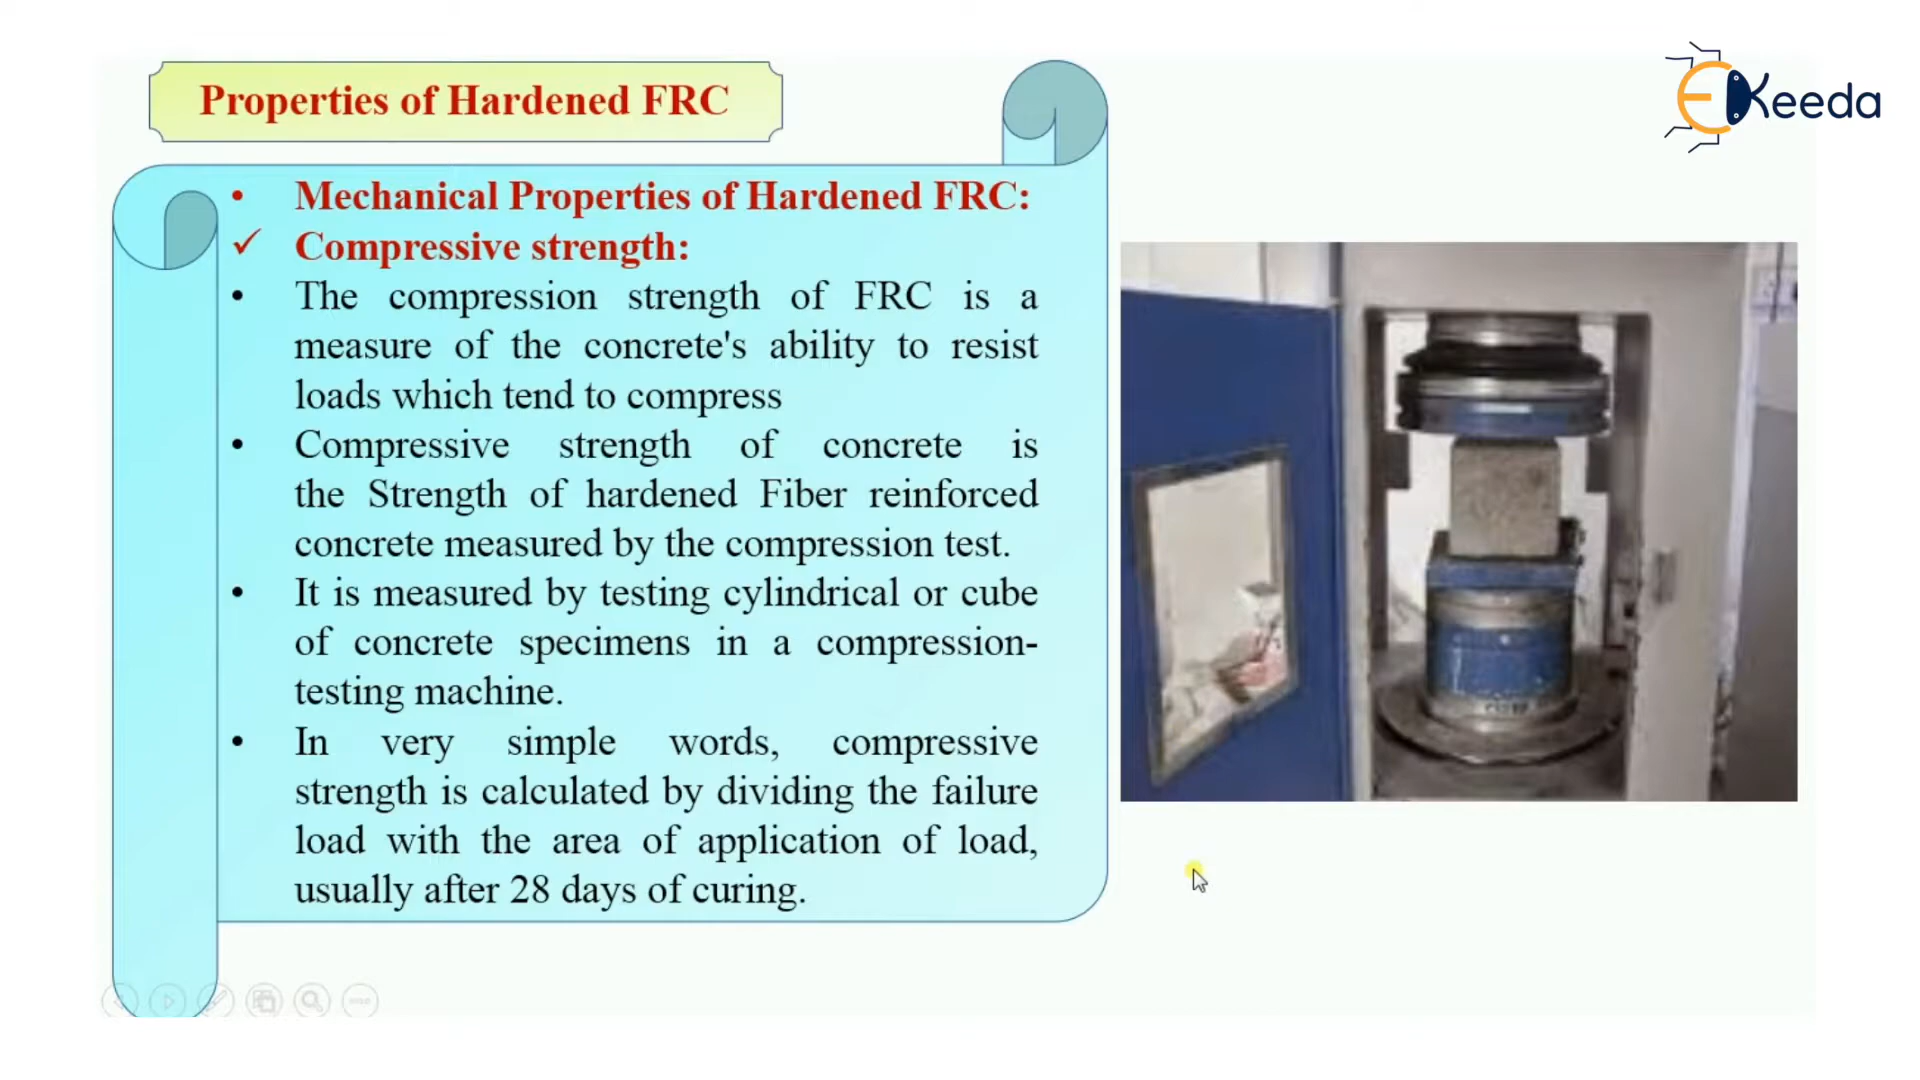 Properties of Hardened FRC
Keeda
• Mechanical Properties of Hardened FRC:
✓ Compressive strength:
• The compression strength of FRC is a
measure of the concrete's ability to resist
loads which tend to compress
• Compressive strength of concrete is
the Strength of hardened Fiber reinforced
concrete measured by the compression test.
• It is measured by testing cylindrical or cube
of concrete specimens in a compression-
testing machine.
• In very simple words, compressive
strength is calculated by dividing the failure
load with the area of application of load,
usually after 28 days of curing.